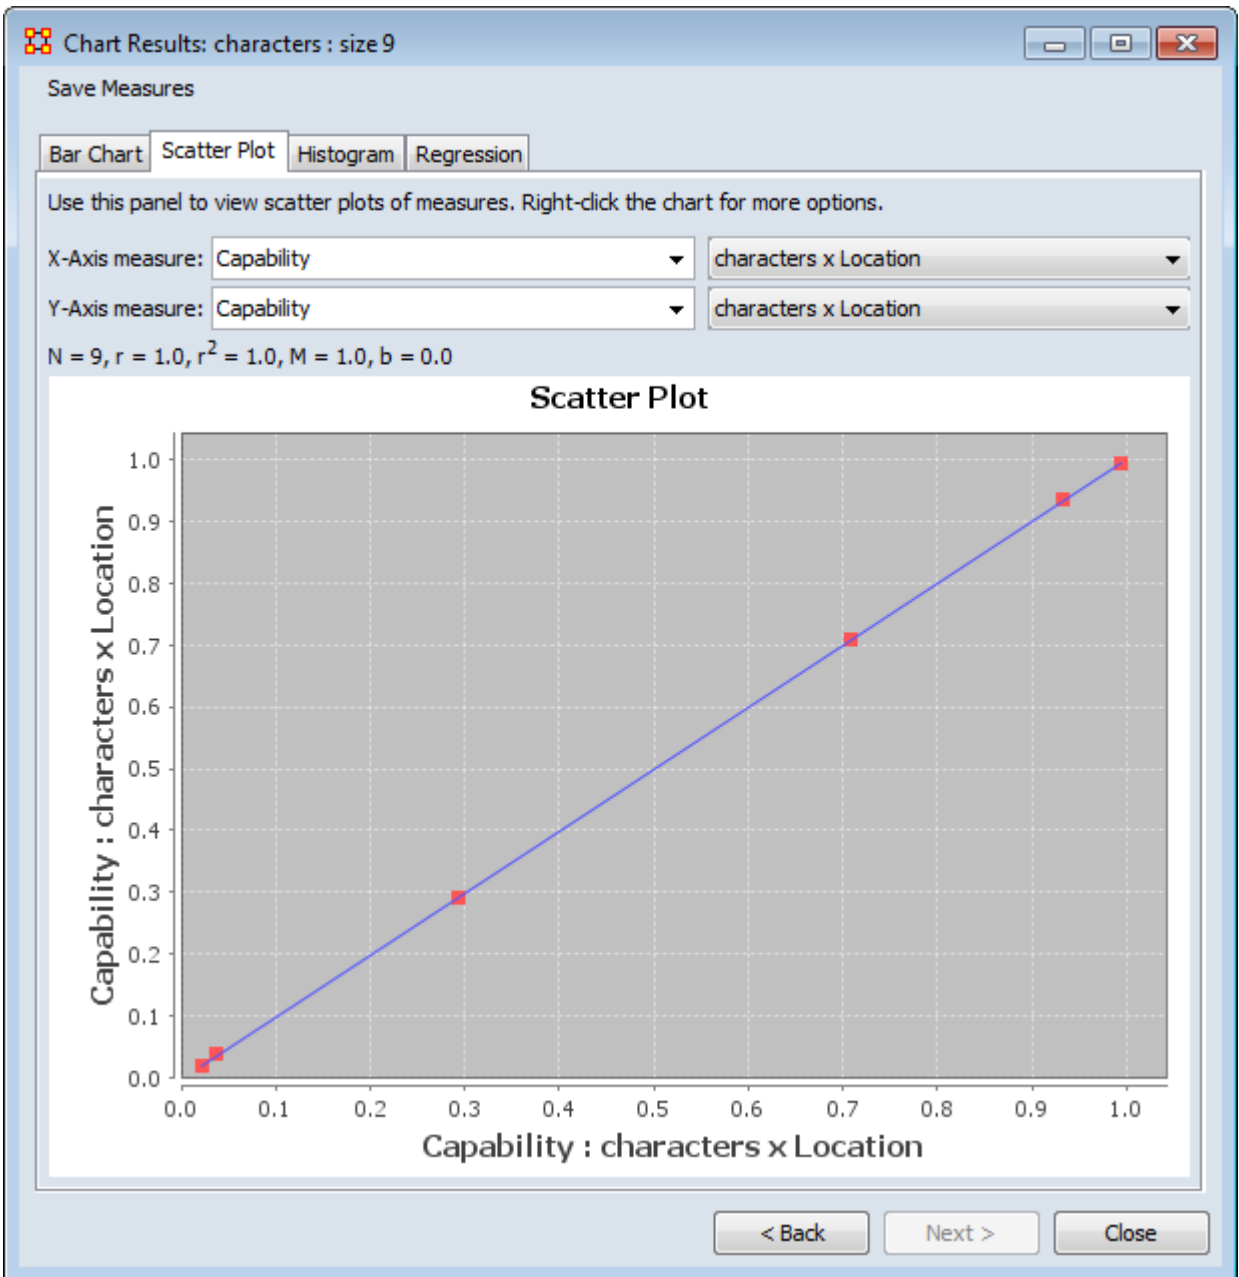 Chart Results: characters : size 9
Save Measures
Bar Chart Scatter Plot Histogram Regression
Use this panel to view scatter plots of measures. Right-click the chart for more options.
X-Axis measure: Capability characters x Location
Y-Axis measure: Capability characters x Location
N = 9, r = 1.0, r² = 1.0, M = 1.0, b = 0.0
Scatter Plot
Capability : characters x Location
1.0
0.9
0.8
0.7
0.6
0.5
0.4
0.3
0.2
0.1
0.0
0.0 0.1 0.2 0.3 0.4 0.5 0.6 0.7 0.8 0.9 1.0
Capability : characters x Location
< Back Next > Close